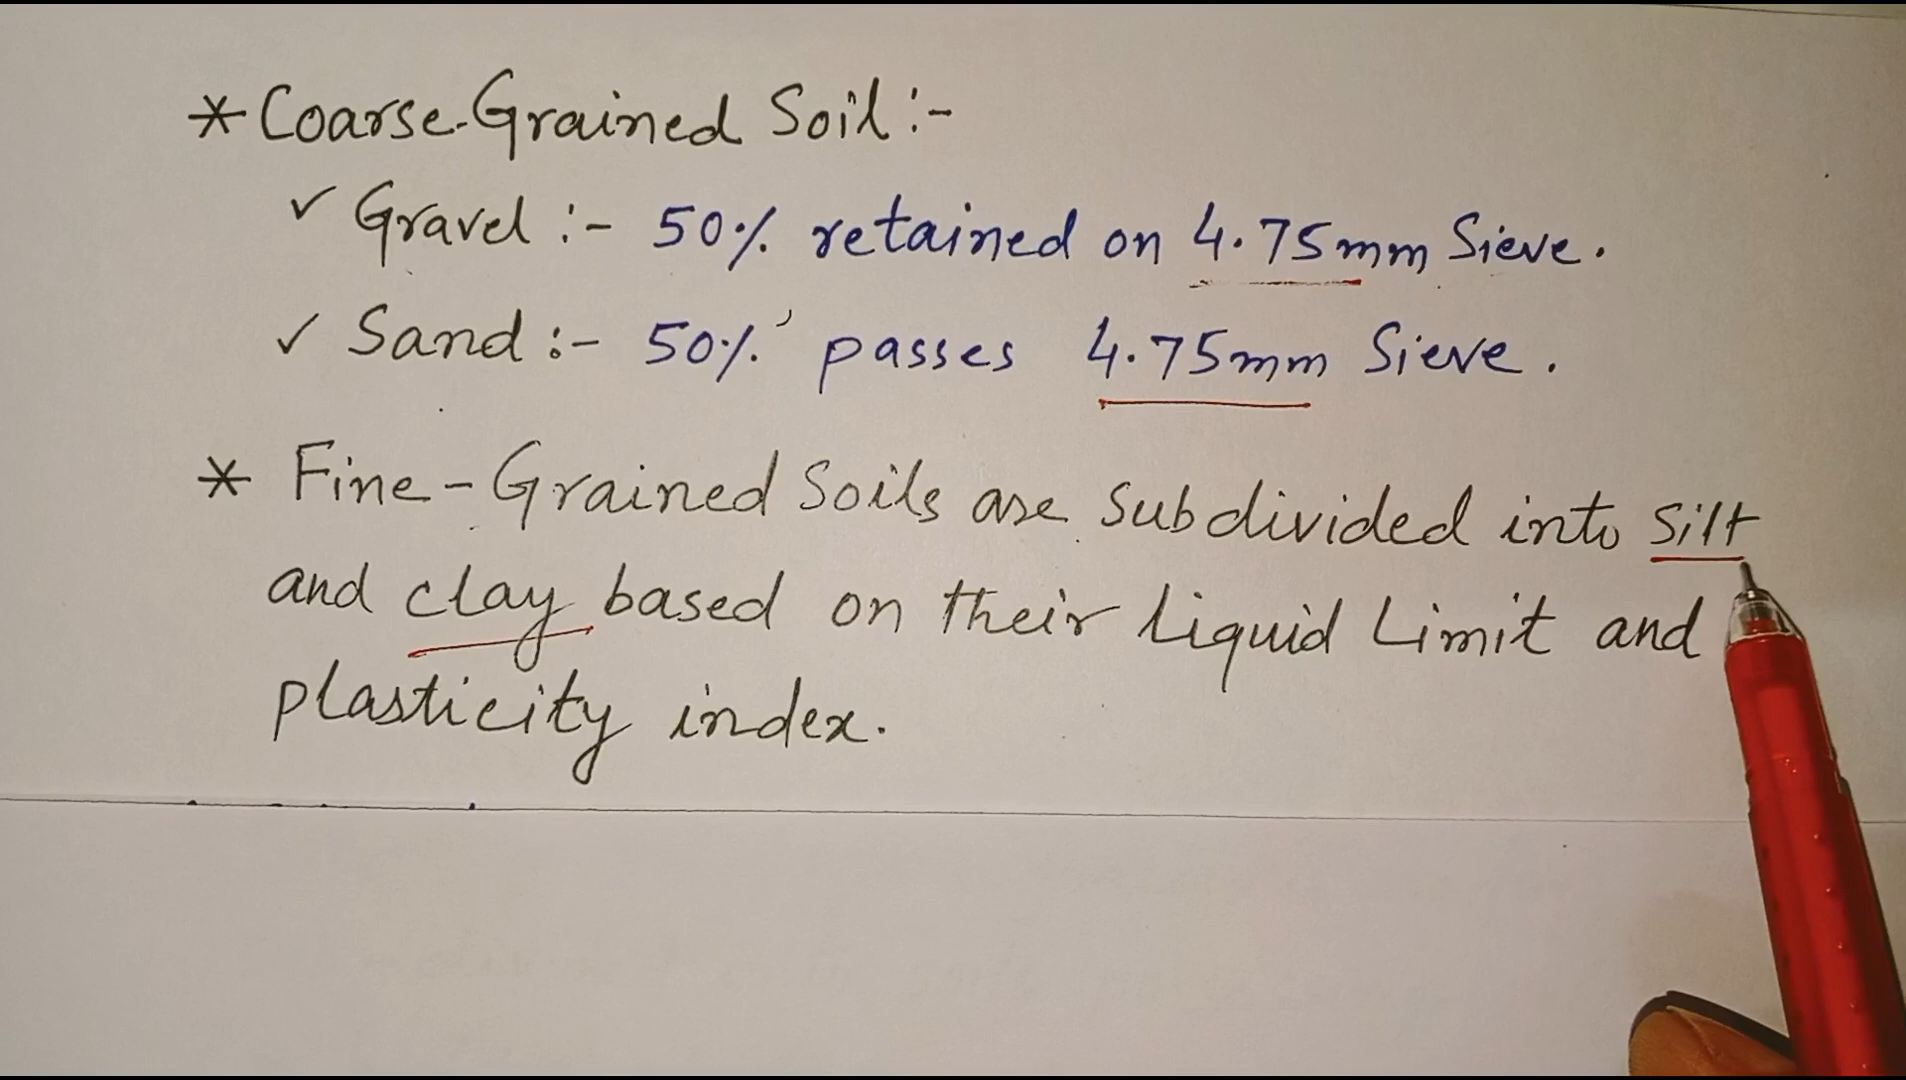 * Coarse-Grained Soil :-
✓ Gravel :- 50% retained on 4.75mm Sieve.
✓ Sand :- 50% passes 4.75mm Sieve.
* Fine-Grained Soils are subdivided into silt
and clay based on their Liquid Limit and
plasticity index.